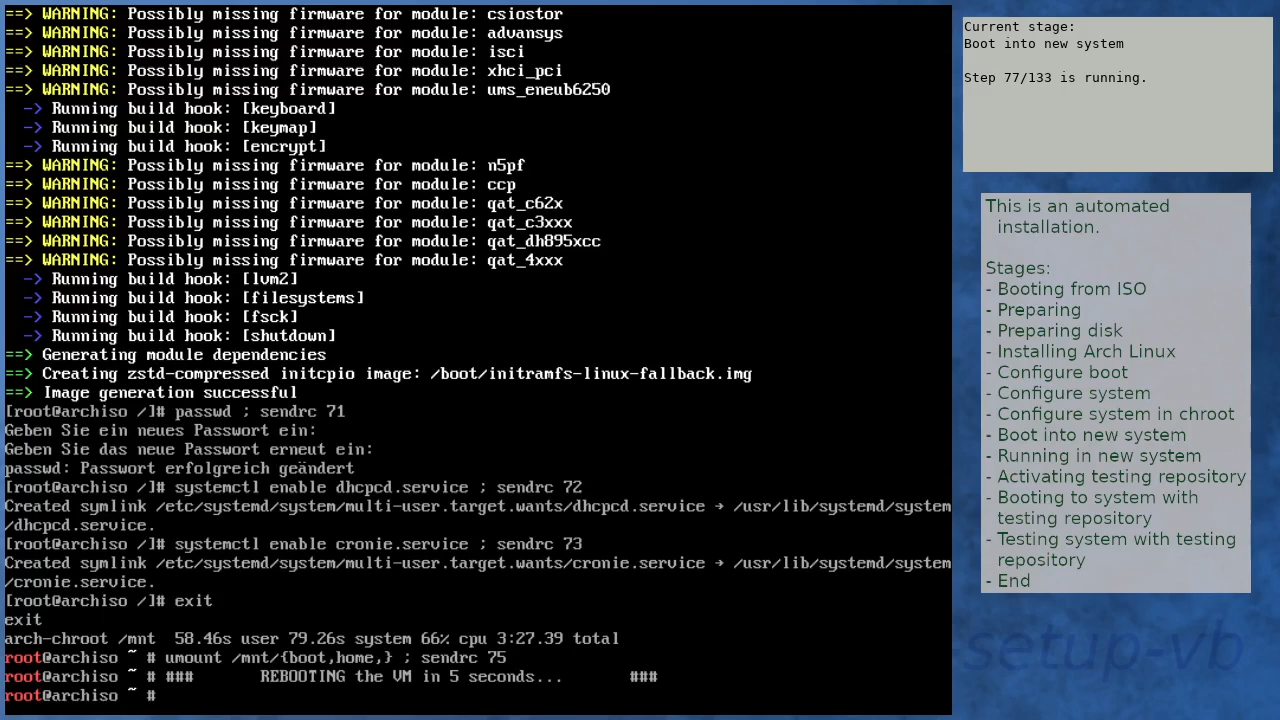 ==> WARNING: Possibly missing firmware for module: csiostor
==> WARNING: Possibly missing firmware for module: advansys
==> WARNING: Possibly missing firmware for module: isci
==> WARNING: Possibly missing firmware for module: xhci_pci
==> WARNING: Possibly missing firmware for module: ums_eneub6250
  -> Running build hook: [keyboard]
  -> Running build hook: [keymap]
  -> Running build hook: [encrypt]
==> WARNING: Possibly missing firmware for module: n5pf
==> WARNING: Possibly missing firmware for module: ccp
==> WARNING: Possibly missing firmware for module: qat_c62x
==> WARNING: Possibly missing firmware for module: qat_c3xxx
==> WARNING: Possibly missing firmware for module: qat_dh895xcc
==> WARNING: Possibly missing firmware for module: qat_4xxx
  -> Running build hook: [lvm2]
  -> Running build hook: [filesystems]
  -> Running build hook: [fsck]
  -> Running build hook: [shutdown]
==> Generating module dependencies
==> Creating zstd-compressed initcpio image: /boot/initramfs-linux-fallback.img
==> Image generation successful
[root@archiso /]# passwd ; sendrc 71
Geben Sie ein neues Passwort ein:
Geben Sie das neue Passwort erneut ein:
passwd: Passwort erfolgreich geändert
[root@archiso /]# systemctl enable dhcpcd.service ; sendrc 72
Created symlink /etc/systemd/system/multi-user.target.wants/dhcpcd.service → /usr/lib/systemd/system
/dhcpcd.service.
[root@archiso /]# systemctl enable cronie.service ; sendrc 73
Created symlink /etc/systemd/system/multi-user.target.wants/cronie.service → /usr/lib/systemd/system
/cronie.service.
[root@archiso /]# exit
exit
arch-chroot /mnt  58.46s user 79.26s system 66% cpu 3:27.39 total
root@archiso ~ # umount /mnt/{boot,home,} ; sendrc 75
root@archiso ~ # ###       REBOOTING the VM in 5 seconds...       ###
root@archiso ~ #
Current stage:
Boot into new system
Step 77/133 is running.
This is an automated
installation.
Stages:
- Booting from ISO
- Preparing
- Preparing disk
- Installing Arch Linux
- Configure boot
- Configure system
- Configure system in chroot
- Boot into new system
- Running in new system
- Activating testing repository
- Booting to system with
testing repository
- Testing system with testing
repository
- End
-setup-vb